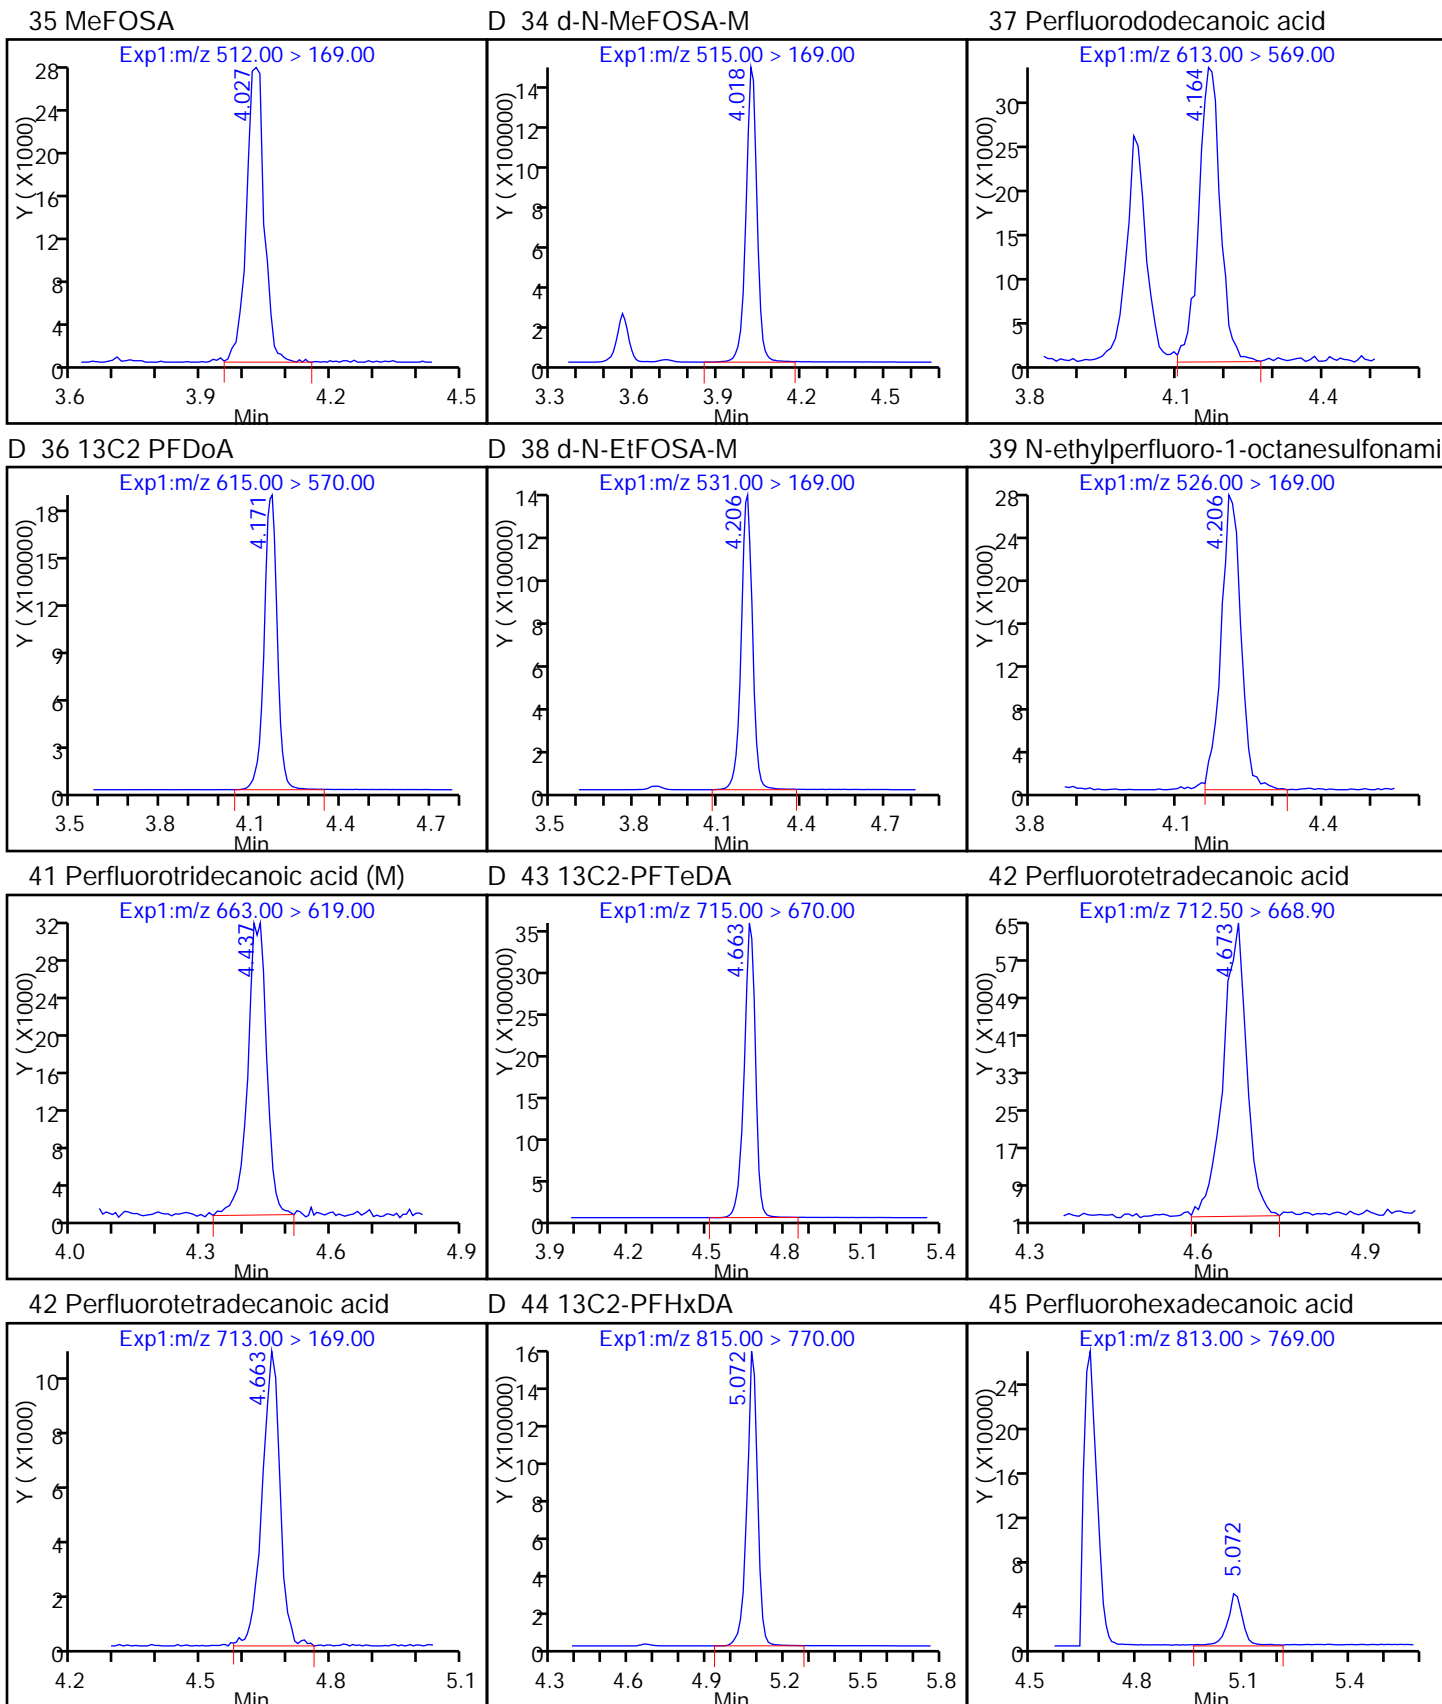 35 MeFOSA
Exp1:m/z 512.00 > 169.00
4.027
Y ( X1000)
28
24
20
16
12
8
4
0
3.6 3.9 4.2 4.5
Min
D 34 d-N-MeFOSA-M
Exp1:m/z 515.00 > 169.00
4.018
Y ( X100000)
14
12
10
8
6
4
2
0
3.3 3.6 3.9 4.2 4.5
Min
37 Perfluorododecanoic acid
Exp1:m/z 613.00 > 569.00
4.164
Y ( X1000)
30
25
20
15
10
5
0
3.8 4.1 4.4
Min
D 36 13C2 PFDoA
Exp1:m/z 615.00 > 570.00
4.171
Y ( X100000)
18
15
12
9
6
3
0
3.5 3.8 4.1 4.4 4.7
Min
D 38 d-N-EtFOSA-M
Exp1:m/z 531.00 > 169.00
4.206
Y ( X100000)
14
12
10
8
6
4
2
0
3.5 3.8 4.1 4.4 4.7
Min
39 N-ethylperfluoro-1-octanesulfonami
Exp1:m/z 526.00 > 169.00
4.206
Y ( X1000)
28
24
20
16
12
8
4
0
3.8 4.1 4.4
Min
41 Perfluorotridecanoic acid (M)
Exp1:m/z 663.00 > 619.00
4.437
Y ( X1000)
32
28
24
20
16
12
8
4
0
4.0 4.3 4.6 4.9
Min
D 43 13C2-PFTeDA
Exp1:m/z 715.00 > 670.00
4.663
Y ( X100000)
35
30
25
20
15
10
5
0
3.9 4.2 4.5 4.8 5.1 5.4
Min
42 Perfluorotetradecanoic acid
Exp1:m/z 712.50 > 668.90
4.673
Y ( X1000)
65
57
49
41
33
25
17
9
1
4.3 4.6 4.9
Min
42 Perfluorotetradecanoic acid
Exp1:m/z 713.00 > 169.00
4.663
Y ( X1000)
10
8
6
4
2
0
4.2 4.5 4.8 5.1
Min
D 44 13C2-PFHxDA
Exp1:m/z 815.00 > 770.00
5.072
Y ( X100000)
16
14
12
10
8
6
4
2
0
4.3 4.6 4.9 5.2 5.5 5.8
Min
45 Perfluorohexadecanoic acid
Exp1:m/z 813.00 > 769.00
5.072
Y ( X10000)
24
20
16
12
8
4
0
4.5 4.8 5.1 5.4
Min